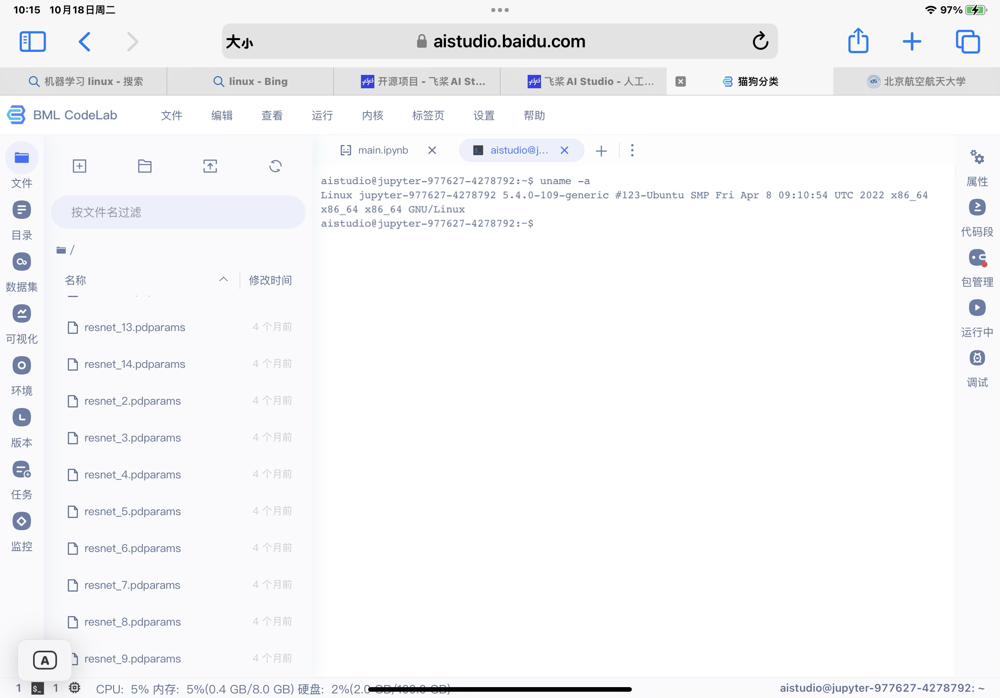 10:15 10月18日周二
97%
大小
aistudio.baidu.com
机器学习 linux - 搜索
linux - Bing
开源项目 - 飞桨 AI St...
飞桨 AI Studio - 人工...
猫狗分类
北京航空航天大学
BML CodeLab
文件 编辑 查看 运行 内核 标签页 设置 帮助
文件
目录
数据集
可视化
环境
版本
任务
监控
按文件名过滤
/
名称 修改时间
resnet_13.pdparams 4 个月前
resnet_14.pdparams 4 个月前
resnet_2.pdparams 4 个月前
resnet_3.pdparams 4 个月前
resnet_4.pdparams 4 个月前
resnet_5.pdparams 4 个月前
resnet_6.pdparams 4 个月前
resnet_7.pdparams 4 个月前
resnet_8.pdparams 4 个月前
resnet_9.pdparams 4 个月前
A
main.ipynb
$_ aistudio@j...
aistudio@jupyter-977627-4278792:~$ uname -a
Linux jupyter-977627-4278792 5.4.0-109-generic #123-Ubuntu SMP Fri Apr 8 09:10:54 UTC 2022 x86_64
x86_64 x86_64 GNU/Linux
aistudio@jupyter-977627-4278792:~$
属性
代码段
包管理
运行中
调试
1 $_ 1 CPU: 5% 内存: 5%(0.4 GB/8.0 GB) 硬盘: 2%(2.0 GB/100.0 GB)
aistudio@jupyter-977627-4278792: ~